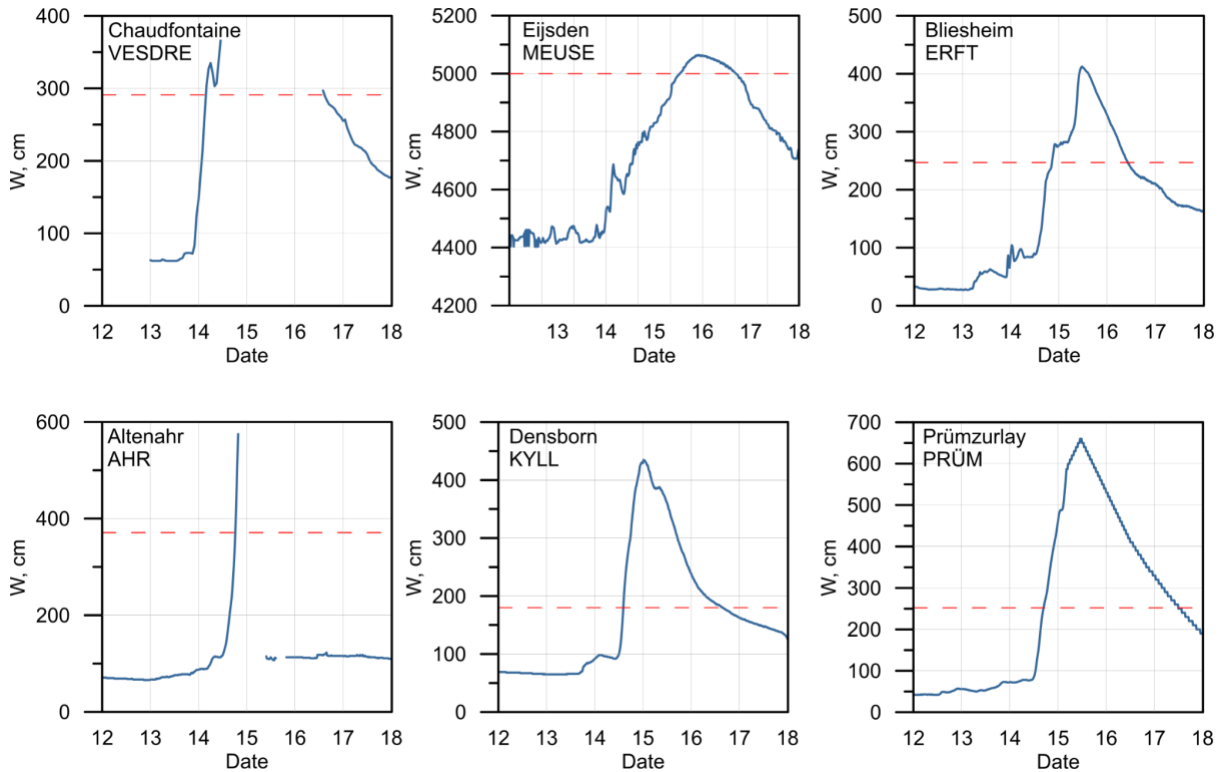 Chaudfontaine
VESDRE
W, cm
400
300
200
100
0
12 13 14 15 16 17 18
Date
Eijsden
MEUSE
W, cm
5200
5000
4800
4600
4400
4200
13 14 15 15 16 17 18
Date
Bliesheim
ERFT
W, cm
500
400
300
200
100
0
12 13 14 15 16 17 18
Date
Altenahr
AHR
W, cm
600
400
200
0
12 13 14 15 16 17 18
Date
Densborn
KYLL
W, cm
500
400
300
200
100
0
12 13 14 15 16 17 18
Date
Prümzurlay
PRÜM
W, cm
700
600
500
400
300
200
100
0
12 13 14 15 16 17 18
Date